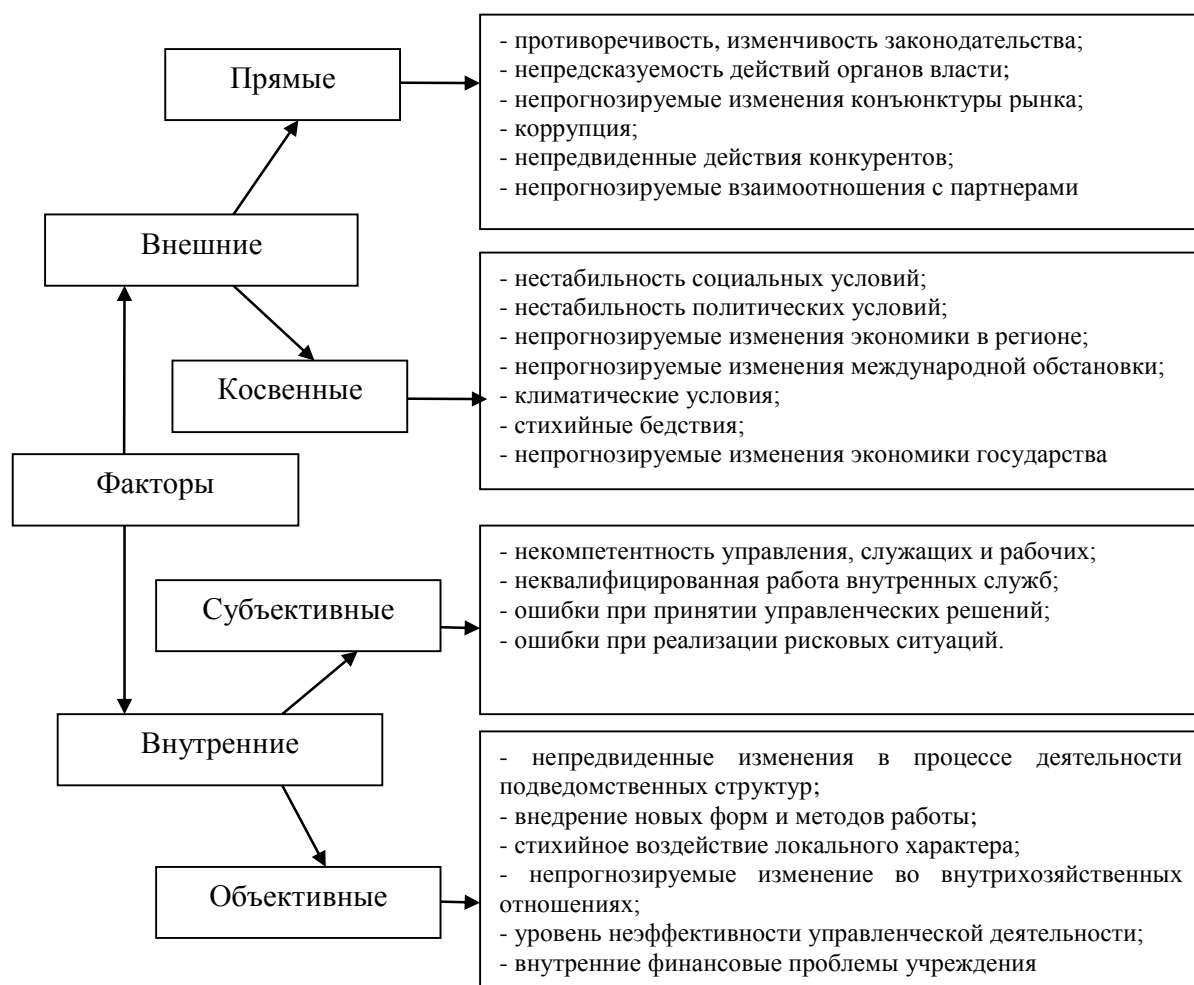 Прямые
- противоречивость, изменчивость законодательства;
- непредсказуемость действий органов власти;
- непрогнозируемые изменения конъюнктуры рынка;
- коррупция;
- непредвиденные действия конкурентов;
- непрогнозируемые взаимоотношения с партнерами
Внешние
- нестабильность социальных условий;
- нестабильность политических условий;
- непрогнозируемые изменения экономики в регионе;
- непрогнозируемые изменения международной обстановки;
- климатические условия;
- стихийные бедствия;
- непрогнозируемые изменения экономики государства
Косвенные
Факторы
- некомпетентность управления, служащих и рабочих;
- неквалифицированная работа внутренных служб;
- ошибки при принятии управленческих решений;
- ошибки при реализации рисковых ситуаций.
Субъективные
Внутренние
- непредвиденные изменения в процессе деятельности
подведомственных структур;
- внедрение новых форм и методов работы;
- стихийное воздействие локального характера;
- непрогнозируемые изменение во внутрихозяйственных
отношениях;
- уровень неэффективности управленческой деятельности;
- внутренние финансовые проблемы учреждения
Объективные